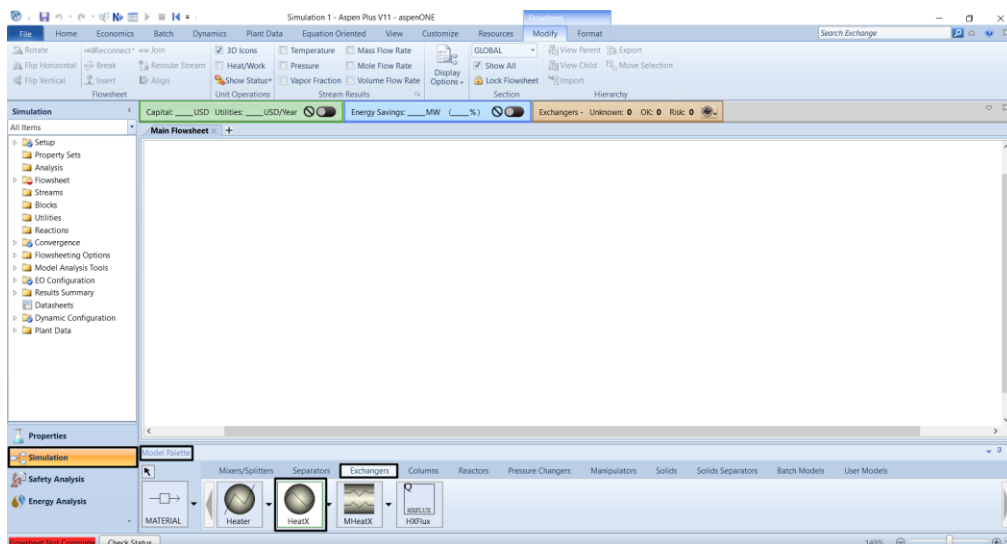 Simulation 1 - Aspen Plus V11 - aspenONE
Flowsheet
File Home Economics Batch Dynamics Plant Data Equation Oriented View Customize Resources Modify Format Search Exchange
Rotate Reconnect Join 3D Icons Temperature Mass Flow Rate GLOBAL View Parent Export
Flip Horizontal Break Reroute Stream Heat/Work Pressure Mole Flow Rate Display Show All View Child Move Selection
Flip Vertical Insert Align Show Status Vapor Fraction Volume Flow Rate Options Lock Flowsheet Import
Flowsheet Unit Operations Stream Results Section Hierarchy
Simulation Capital: ____USD Utilities: ____USD/Year Energy Savings: ____MW (____%) Exchangers - Unknown: 0 OK: 0 Risk: 0
All Items Main Flowsheet × +
Setup
Property Sets
Analysis
Flowsheet
Streams
Blocks
Utilities
Reactions
Convergence
Flowsheeting Options
Model Analysis Tools
EO Configuration
Results Summary
Datasheets
Dynamic Configuration
Plant Data
Properties
Simulation
Safety Analysis
Energy Analysis
Model Palette
Mixers/Splitters Separators Exchangers Columns Reactors Pressure Changers Manipulators Solids Solids Separators Batch Models User Models
Q
HXFLUX
MATERIAL Heater HeatX MHeatX HXFlux
Flowsheet Not Complete Check Status 149%